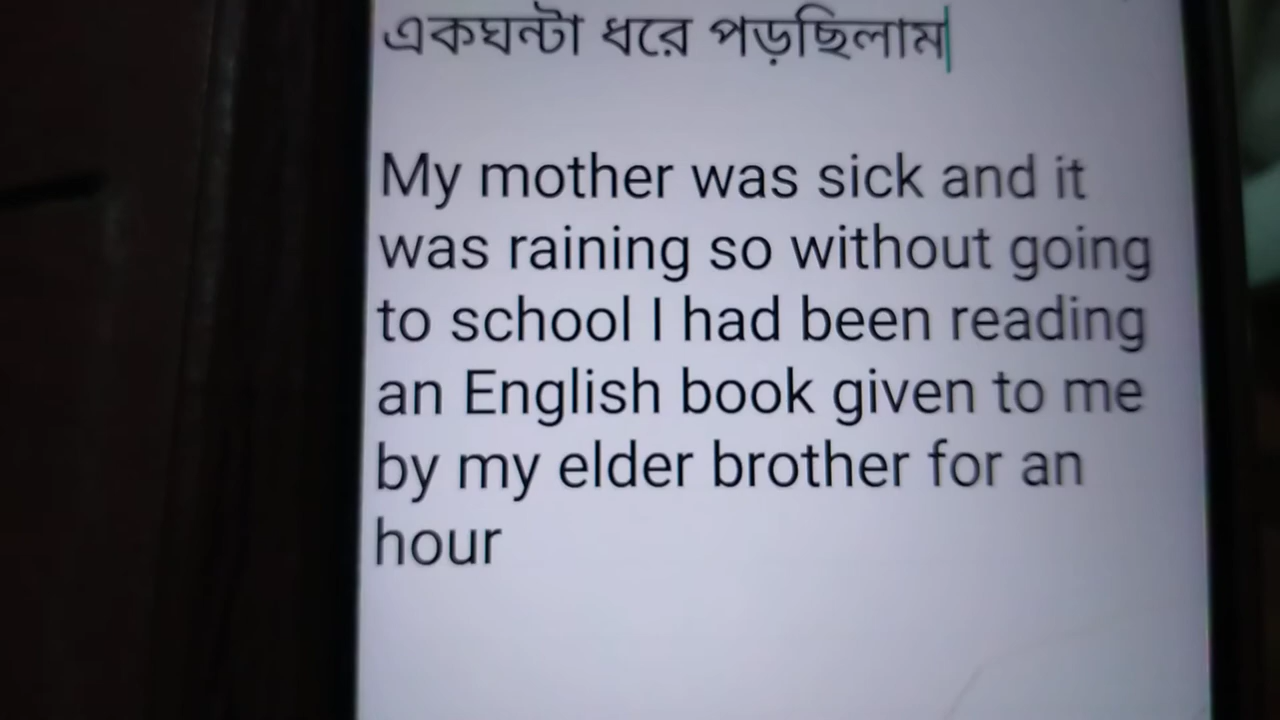 একঘন্টা ধরে পড়ছিলাম
My mother was sick and it
was raining so without going
to school I had been reading
an English book given to me
by my elder brother for an
hour